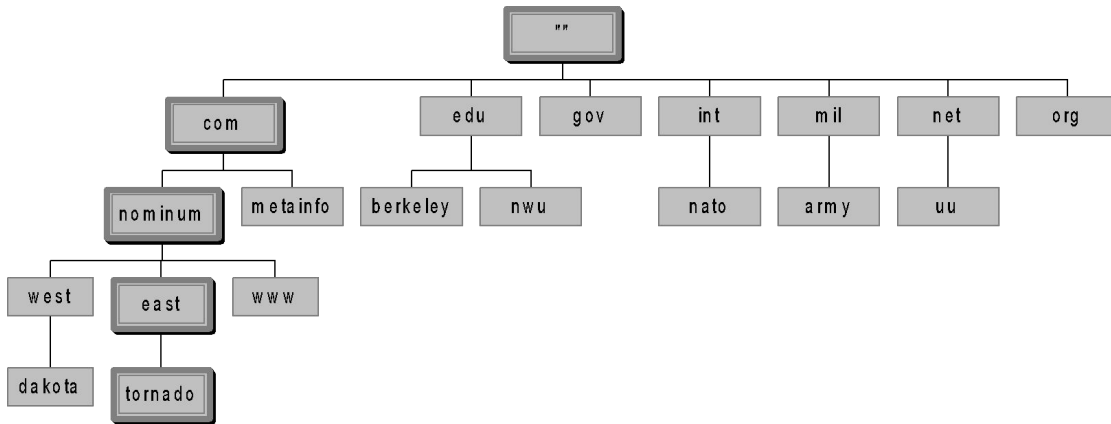 ""
com
edu
gov
int
mil
net
org
nominum
metainfo
berkeley
nwu
nato
army
uu
west
east
www
dakota
tornado